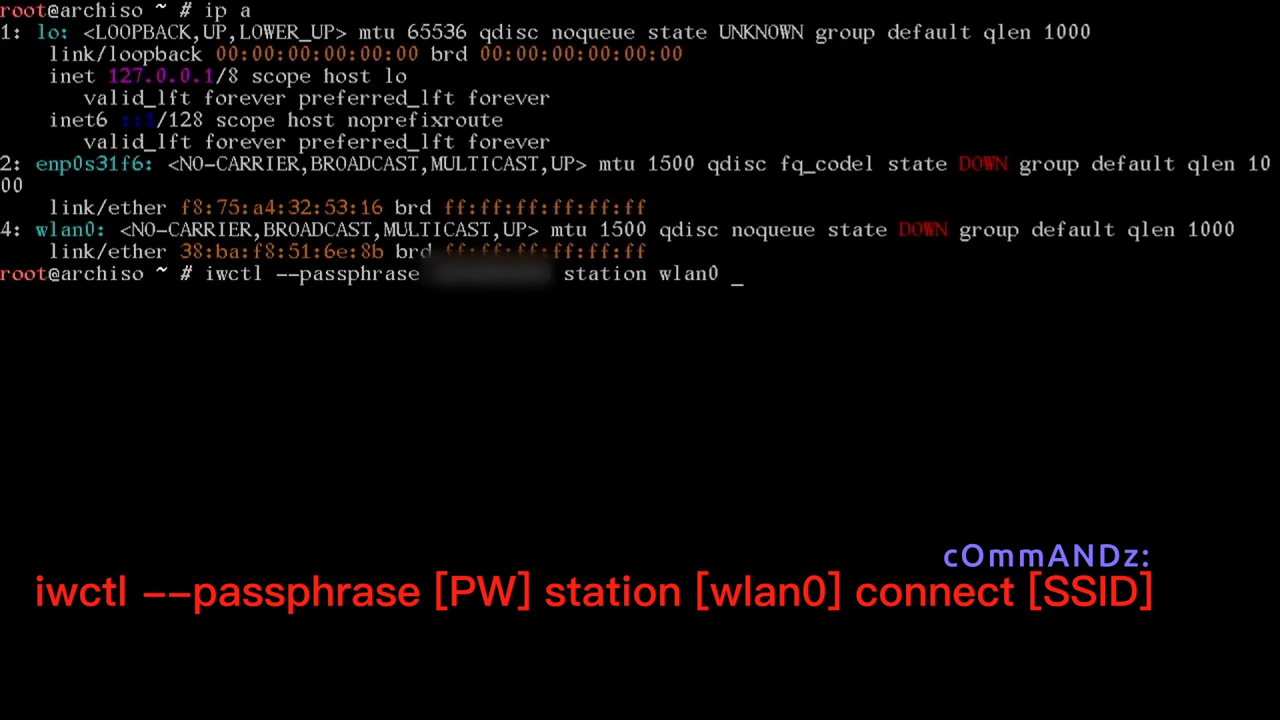 root@archiso ~ # ip a
1: lo: <LOOPBACK,UP,LOWER_UP> mtu 65536 qdisc noqueue state UNKNOWN group default qlen 1000
link/loopback 00:00:00:00:00:00 brd 00:00:00:00:00:00
inet 127.0.0.1/8 scope host lo
valid_lft forever preferred_lft forever
inet6 ::1/128 scope host noprefixroute
valid_lft forever preferred_lft forever
2: enp0s31f6: <NO-CARRIER,BROADCAST,MULTICAST,UP> mtu 1500 qdisc fq_codel state DOWN group default qlen 10
00
link/ether f8:75:a4:32:53:16 brd ff:ff:ff:ff:ff:ff
4: wlan0: <NO-CARRIER,BROADCAST,MULTICAST,UP> mtu 1500 qdisc noqueue state DOWN group default qlen 1000
link/ether 38:ba:f8:51:6e:8b brd ff:ff:ff:ff:ff:ff
root@archiso ~ # iwctl --passphrase station wlan0 _
cOmmANDz:
iwctl --passphrase [PW] station [wlan0] connect [SSID]